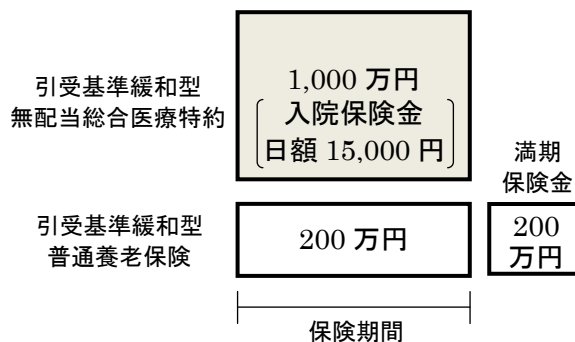 引受基準緩和型
無配当総合医療特約
1,000 万円
入院保険金
日額 15,000 円
満期
保険金
引受基準緩和型
普通養老保険
200 万円
200
万円
保険期間